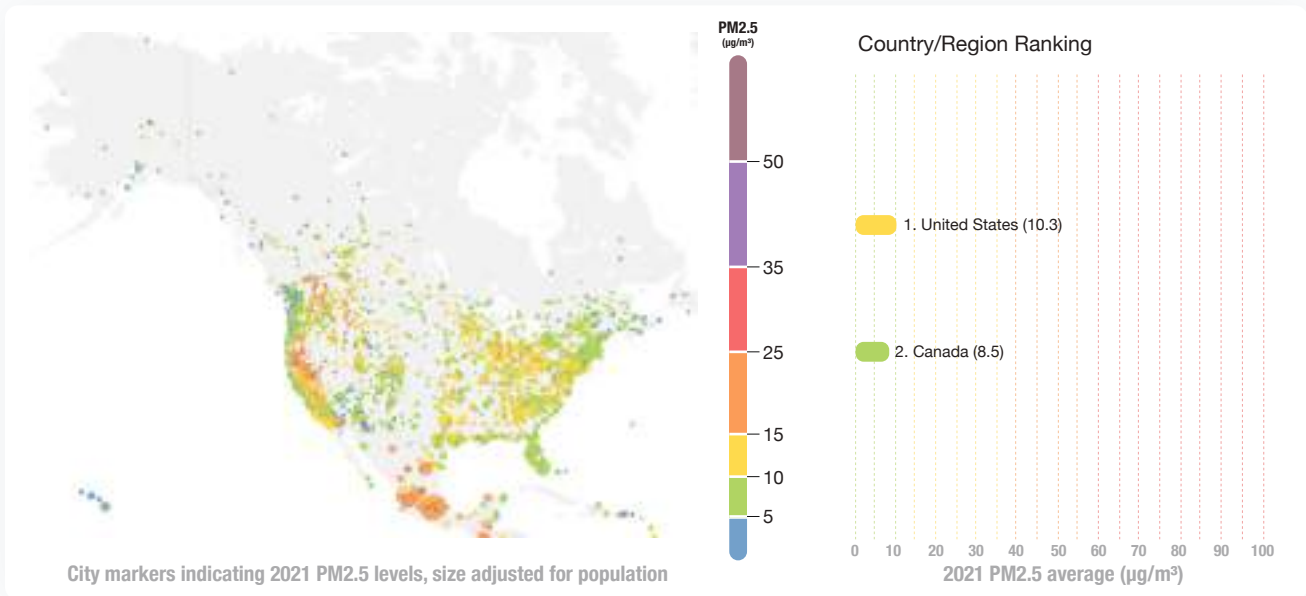 PM2.5
(µg/m³)
50
35
25
15
10
5
City markers indicating 2021 PM2.5 levels, size adjusted for population
Country/Region Ranking
1. United States (10.3)
2. Canada (8.5)
0 10 20 30 40 50 60 70 80 90 100
2021 PM2.5 average (µg/m³)